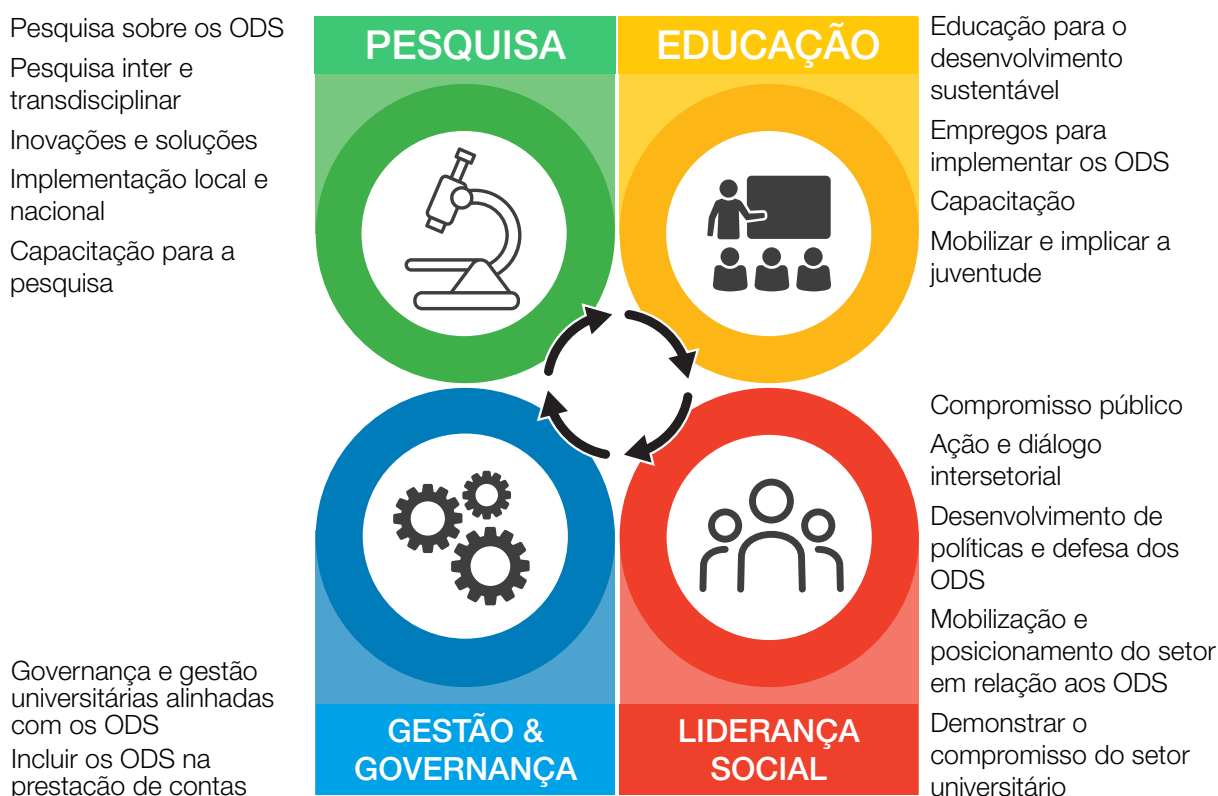 PESQUISA
Pesquisa sobre os ODS
Pesquisa inter e
transdisciplinar
Inovações e soluções
Implementação local e
nacional
Capacitação para a
pesquisa
EDUCAÇÃO
Educação para o
desenvolvimento
sustentável
Empregos para
implementar os ODS
Capacitação
Mobilizar e implicar a
juventude
Governança e gestão
universitárias alinhadas
com os ODS
Incluir os ODS na
prestação de contas
GESTÃO &
GOVERNANÇA
Compromisso público
Ação e diálogo
intersetorial
Desenvolvimento de
políticas e defesa dos
ODS
Mobilização e
posicionamento do setor
em relação aos ODS
Demonstrar o
compromisso do setor
universitário
LIDERANÇA
SOCIAL